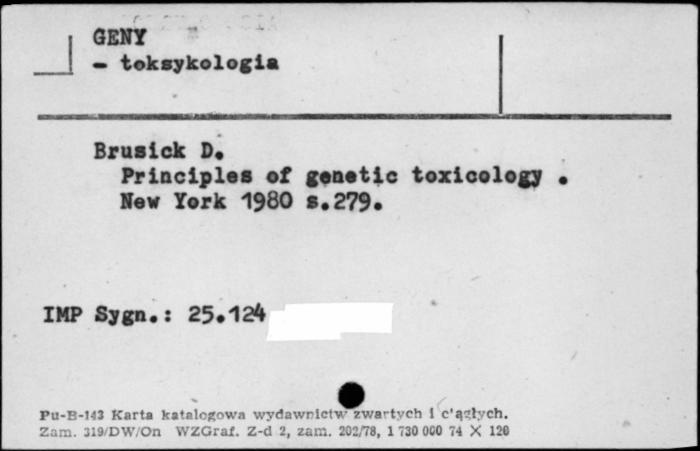 GENY
- toksykologia
Brusick D.
Principles of genetic toxicology .
New York 1980 s.279.
IMP Sygn.: 25.124
Pu-B-143 Karta katalogowa wydawnictw zwartych i c'ągłych.
Zam. 319/DW/On WZGraf. Z-d 2, zam. 202/78, 1 730 000 74 X 120